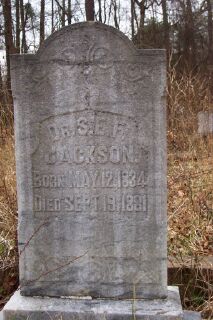 DR. S. E. F.
JACKSON.
BORN MAY 12, 1834
DIED SEPT. 19, 1891